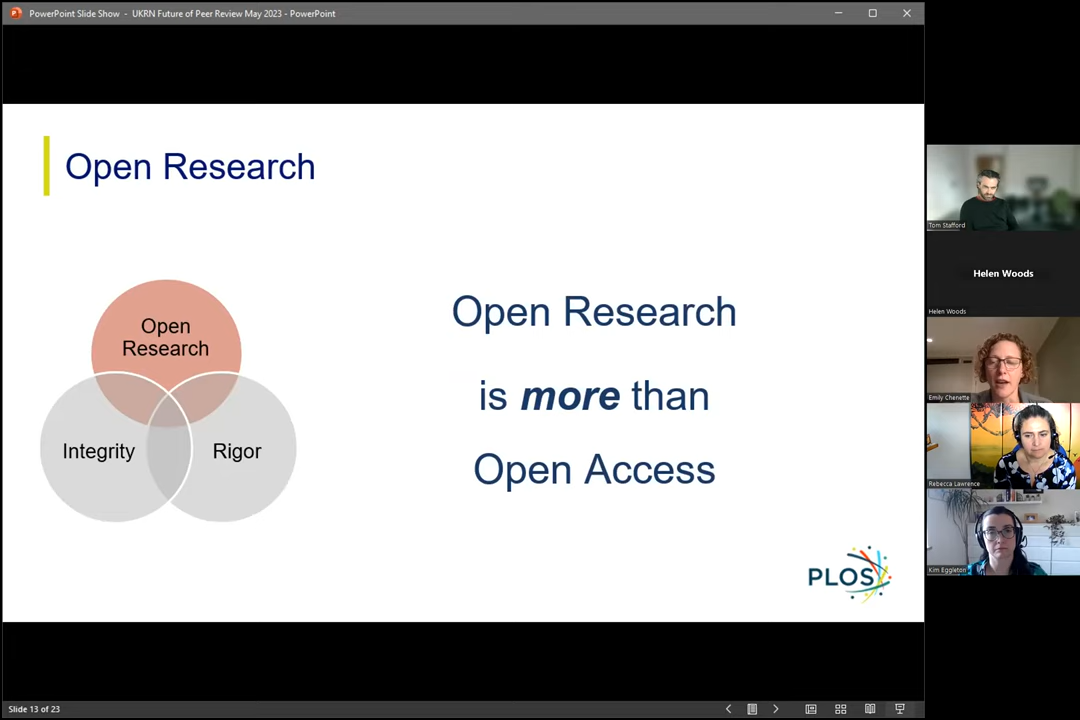 PowerPoint Slide Show - UKRN Future of Peer Review May 2023 - PowerPoint
Open Research
Open
Research
Integrity
Rigor
Open Research
is more than
Open Access
PLOS
Tom Stafford
Helen Woods
Helen Woods
Emily Chenette
Rebecca Lawrence
Kim Eggleton
Slide 13 of 23